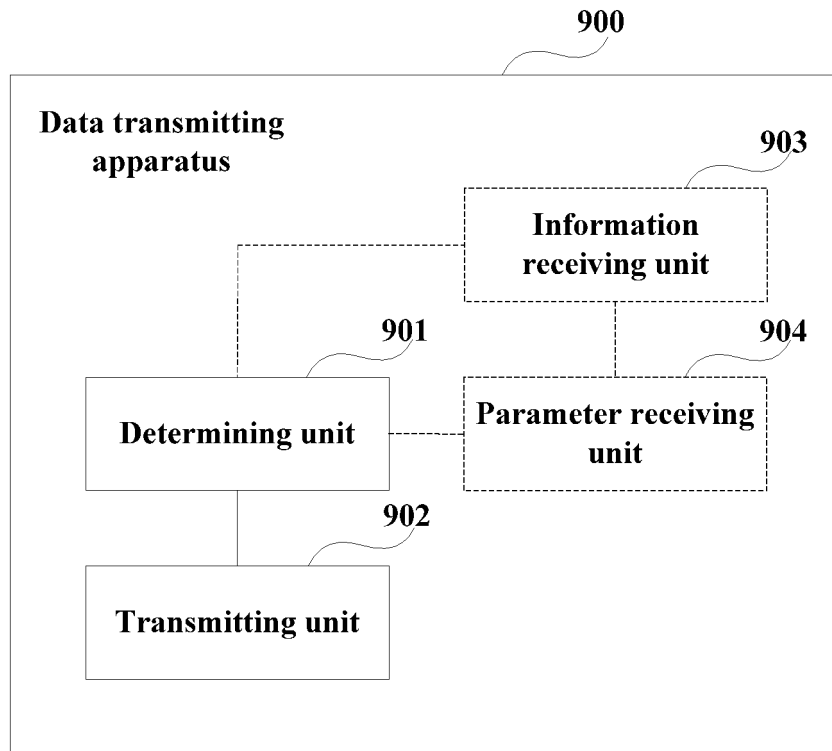 900
Data transmitting
apparatus
903
Information
receiving unit
901
904
Determining unit
Parameter receiving
unit
902
Transmitting unit